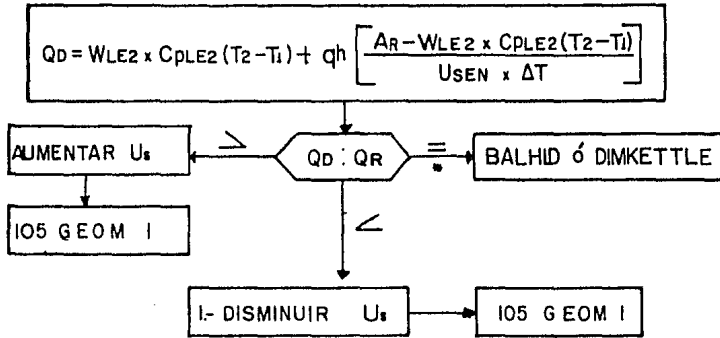 QD = WLE2 x CPLE2 (T2-T1) + qh [ AR-WLE2 x CPLE2 (T2-T1) / USEN x ΔT ]
AUMENTAR Us
>
QD : QR
=
BALHID ó DIMKETTLE
105 GEOM 1
<
1.- DISMINUIR Us
105 GEOM 1